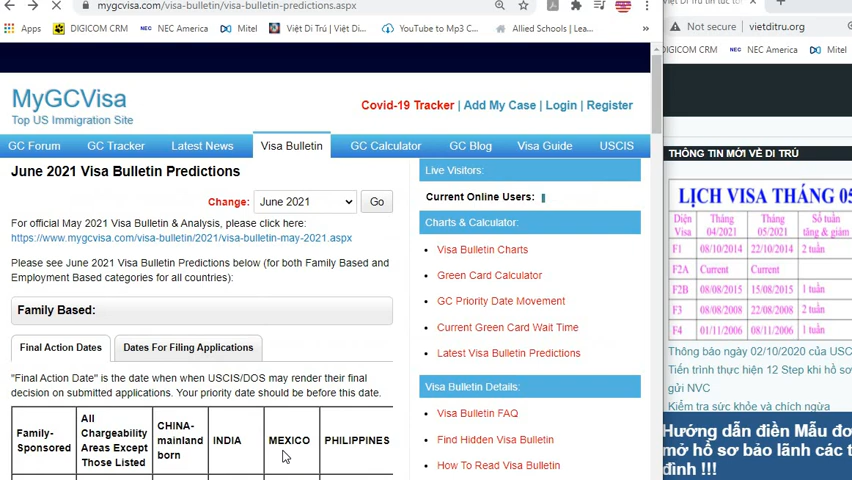 mygcvisa.com/visa-bulletin/visa-bulletin-predictions.aspx
Apps DIGICOM CRM NEC America Mitel Việt Di Trú | Việt... YouTube to Mp3 C... Allied Schools | Lea...
MyGCVisa
Top US Immigration Site
Covid-19 Tracker | Add My Case | Login | Register
GC Forum GC Tracker Latest News Visa Bulletin GC Calculator GC Blog Visa Guide USCIS
June 2021 Visa Bulletin Predictions
Change: June 2021 Go
For official May 2021 Visa Bulletin & Analysis, please click here:
https://www.mygcvisa.com/visa-bulletin/2021/visa-bulletin-may-2021.aspx
Please see June 2021 Visa Bulletin Predictions below (for both Family Based and
Employment Based categories for all countries):
Family Based:
Final Action Dates Dates For Filing Applications
"Final Action Date" is the date when when USCIS/DOS may render their final
decision on submitted applications. Your priority date should be before this date.
Family-
Sponsored
All
Chargeability
Areas Except
Those Listed
CHINA-
mainland
born
INDIA
MEXICO
PHILIPPINES
Live Visitors:
Current Online Users:
Charts & Calculator:
Visa Bulletin Charts
Green Card Calculator
GC Priority Date Movement
Current Green Card Wait Time
Latest Visa Bulletin Predictions
Visa Bulletin Details:
Visa Bulletin FAQ
Find Hidden Visa Bulletin
How To Read Visa Bulletin
Not secure | vietditru.org
DIGICOM CRM NEC America Mitel
THÔNG TIN MỚI VỀ DI TRÚ
LỊCH VISA THÁNG 05
Diện
Visa
Tháng
04/2021
Tháng
05/2021
Số tuần
tăng & giảm
F1 08/10/2014 22/10/2014 2 tuần
F2A Current Current
F2B 08/08/2015 15/08/2015 1 tuần
F3 08/08/2008 22/08/2008 2 tuần
F4 01/11/2006 08/11/2006 1 tuần
Thông báo ngày 02/10/2020 của USC
Tiến trình thực hiện 12 Step khi hồ sơ
gửi NVC
Kiểm tra sức khỏe và chích ngừa
Hướng dẫn điền Mẫu đơ
mở hồ sơ bảo lãnh các t
đình !!!